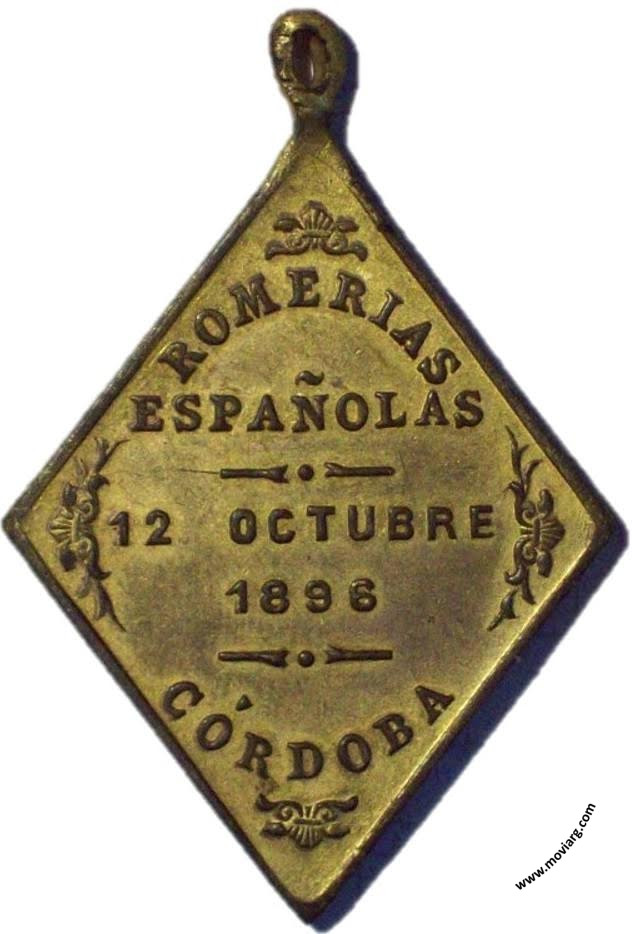 ROMERIAS
ESPAÑOLAS
12 OCTUBRE
1896
CÓRDOBA
www.moviarg.com